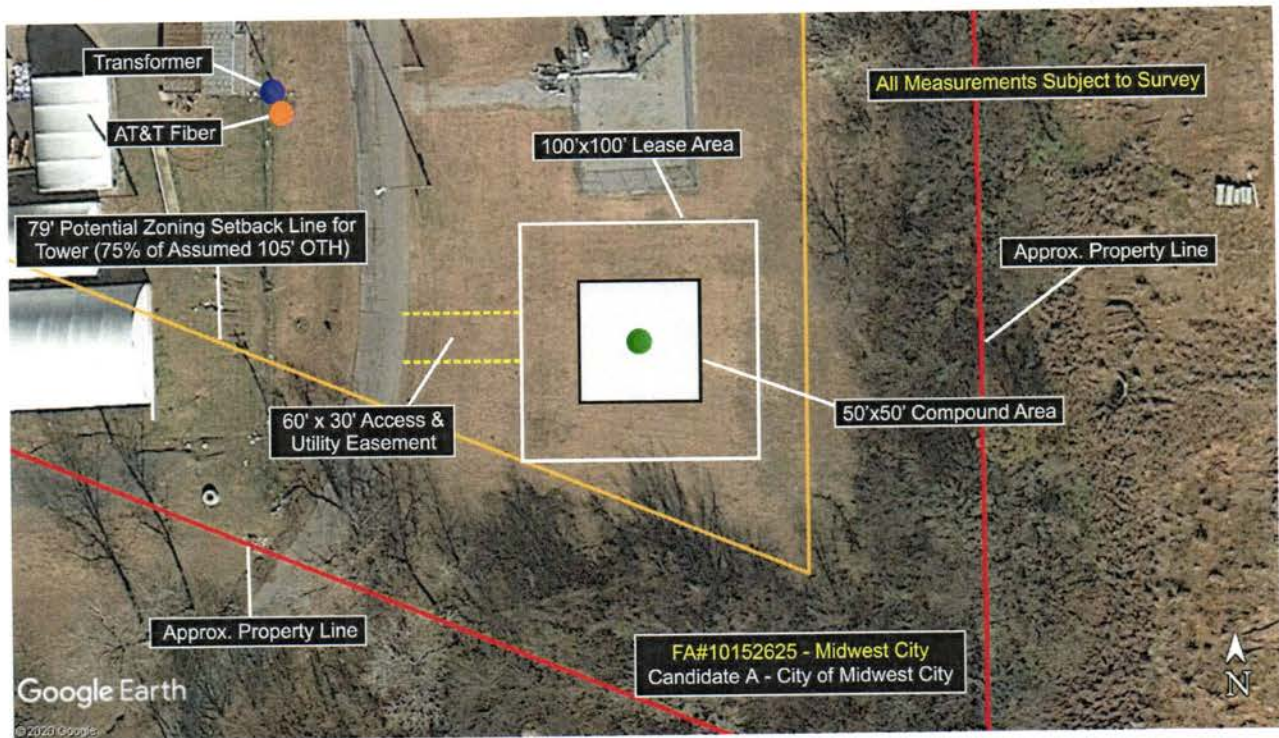 Transformer
AT&T Fiber
All Measurements Subject to Survey
100'x100' Lease Area
79' Potential Zoning Setback Line for
Tower (75% of Assumed 105' OTH)
Approx. Property Line
60' x 30' Access &
Utility Easement
50'x50' Compound Area
Approx. Property Line
FA#10152625 - Midwest City
Candidate A - City of Midwest City
N
Google Earth
© 2020 Google